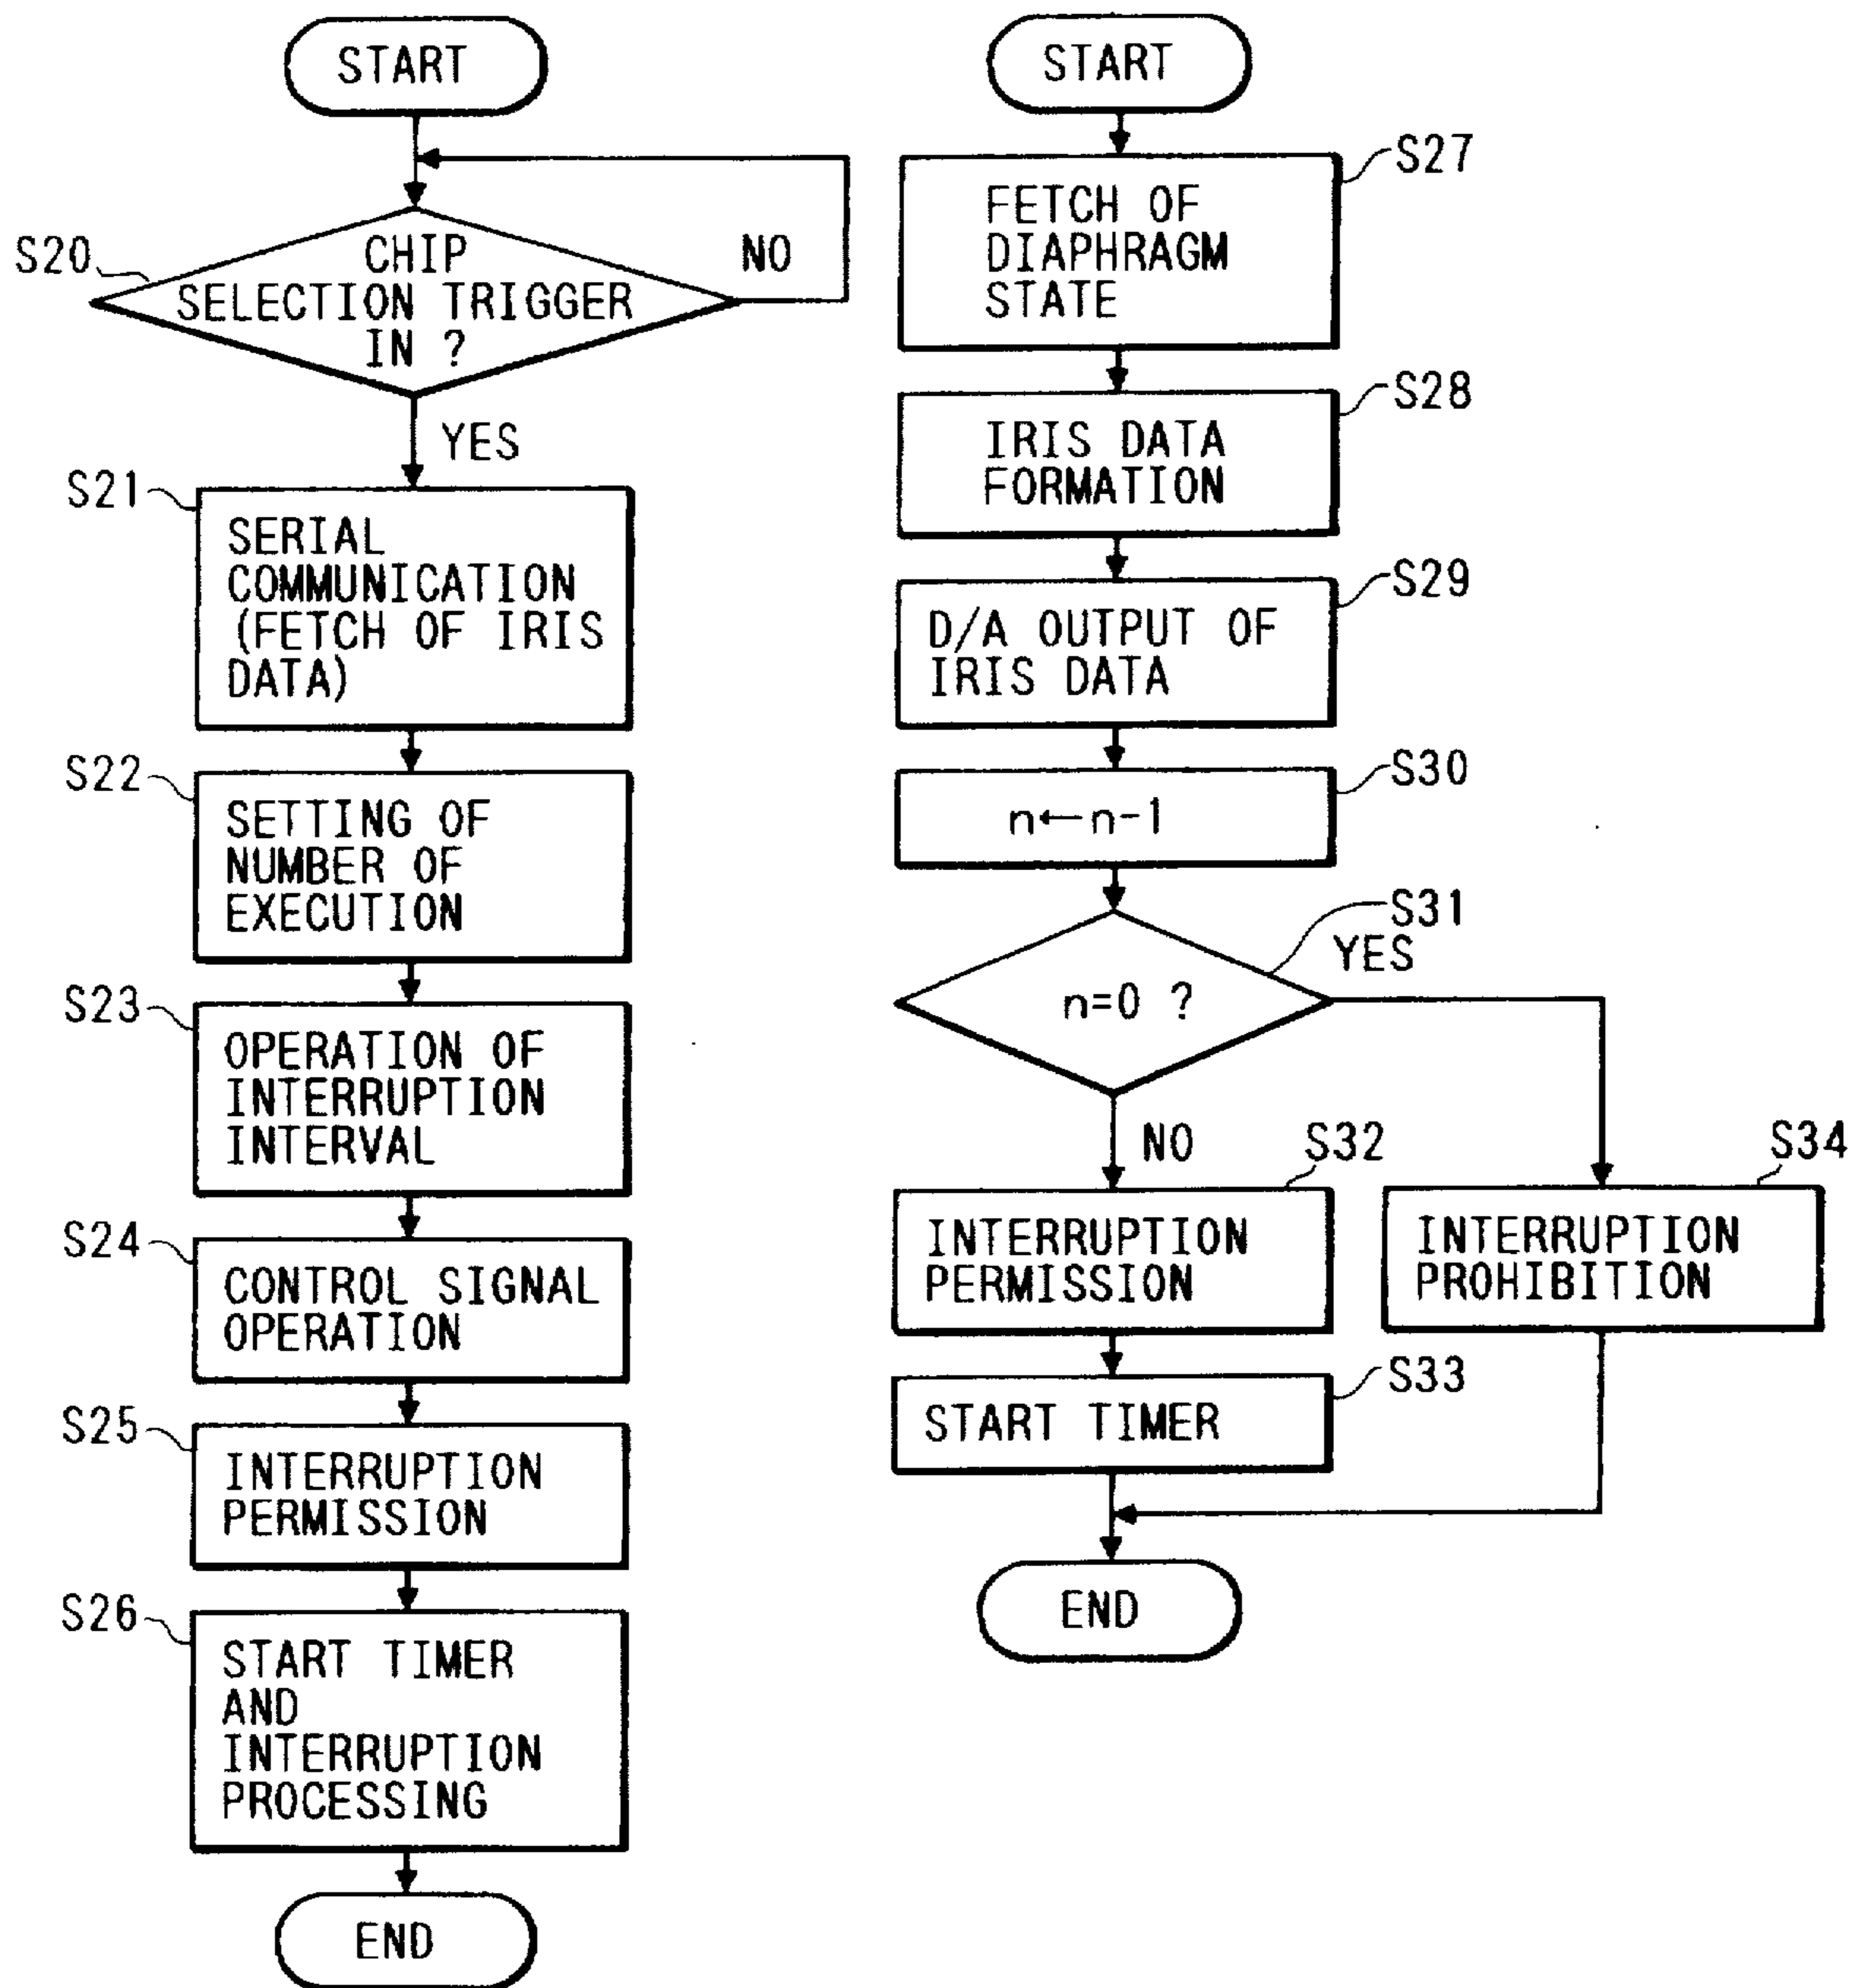 START
S20
CHIP
SELECTION TRIGGER
IN ?
NO
YES
S21
SERIAL
COMMUNICATION
(FETCH OF IRIS
DATA)
S22
SETTING OF
NUMBER OF
EXECUTION
S23
OPERATION OF
INTERRUPTION
INTERVAL
S24
CONTROL SIGNAL
OPERATION
S25
INTERRUPTION
PERMISSION
S26
START TIMER
AND
INTERRUPTION
PROCESSING
END
START
S27
FETCH OF
DIAPHRAGM
STATE
S28
IRIS DATA
FORMATION
S29
D/A OUTPUT OF
IRIS DATA
S30
n←n-1
S31
YES
n=0 ?
NO
S32
INTERRUPTION
PERMISSION
S33
START TIMER
S34
INTERRUPTION
PROHIBITION
END